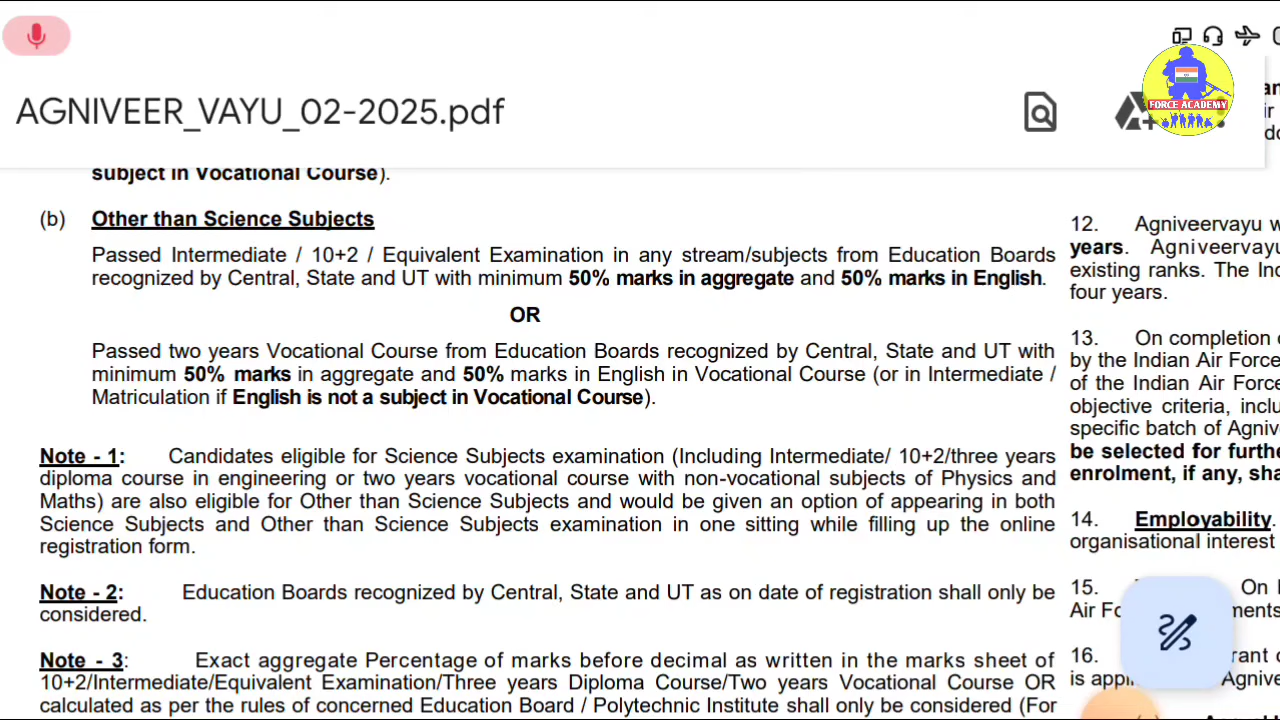 AGNIVEER_VAYU_02-2025.pdf
FORCE ACADEMY
subject in Vocational Course).
(b) Other than Science Subjects
Passed Intermediate / 10+2 / Equivalent Examination in any stream/subjects from Education Boards
recognized by Central, State and UT with minimum 50% marks in aggregate and 50% marks in English.
OR
Passed two years Vocational Course from Education Boards recognized by Central, State and UT with
minimum 50% marks in aggregate and 50% marks in English in Vocational Course (or in Intermediate /
Matriculation if English is not a subject in Vocational Course).
Note - 1: Candidates eligible for Science Subjects examination (Including Intermediate/ 10+2/three years
diploma course in engineering or two years vocational course with non-vocational subjects of Physics and
Maths) are also eligible for Other than Science Subjects and would be given an option of appearing in both
Science Subjects and Other than Science Subjects examination in one sitting while filling up the online
registration form.
Note - 2: Education Boards recognized by Central, State and UT as on date of registration shall only be
considered.
Note - 3: Exact aggregate Percentage of marks before decimal as written in the marks sheet of
10+2/Intermediate/Equivalent Examination/Three years Diploma Course/Two years Vocational Course OR
calculated as per the rules of concerned Education Board / Polytechnic Institute shall only be considered (For
12. Agniveervayu
years. Agniveervayu
existing ranks. The
four years.
13. On completion
by the Indian Air Force
of the Indian Air Force
objective criteria,
specific batch of
be selected for
enrolment, if any,
14. Employability.
organisational interest
15. On
Air
16.
is